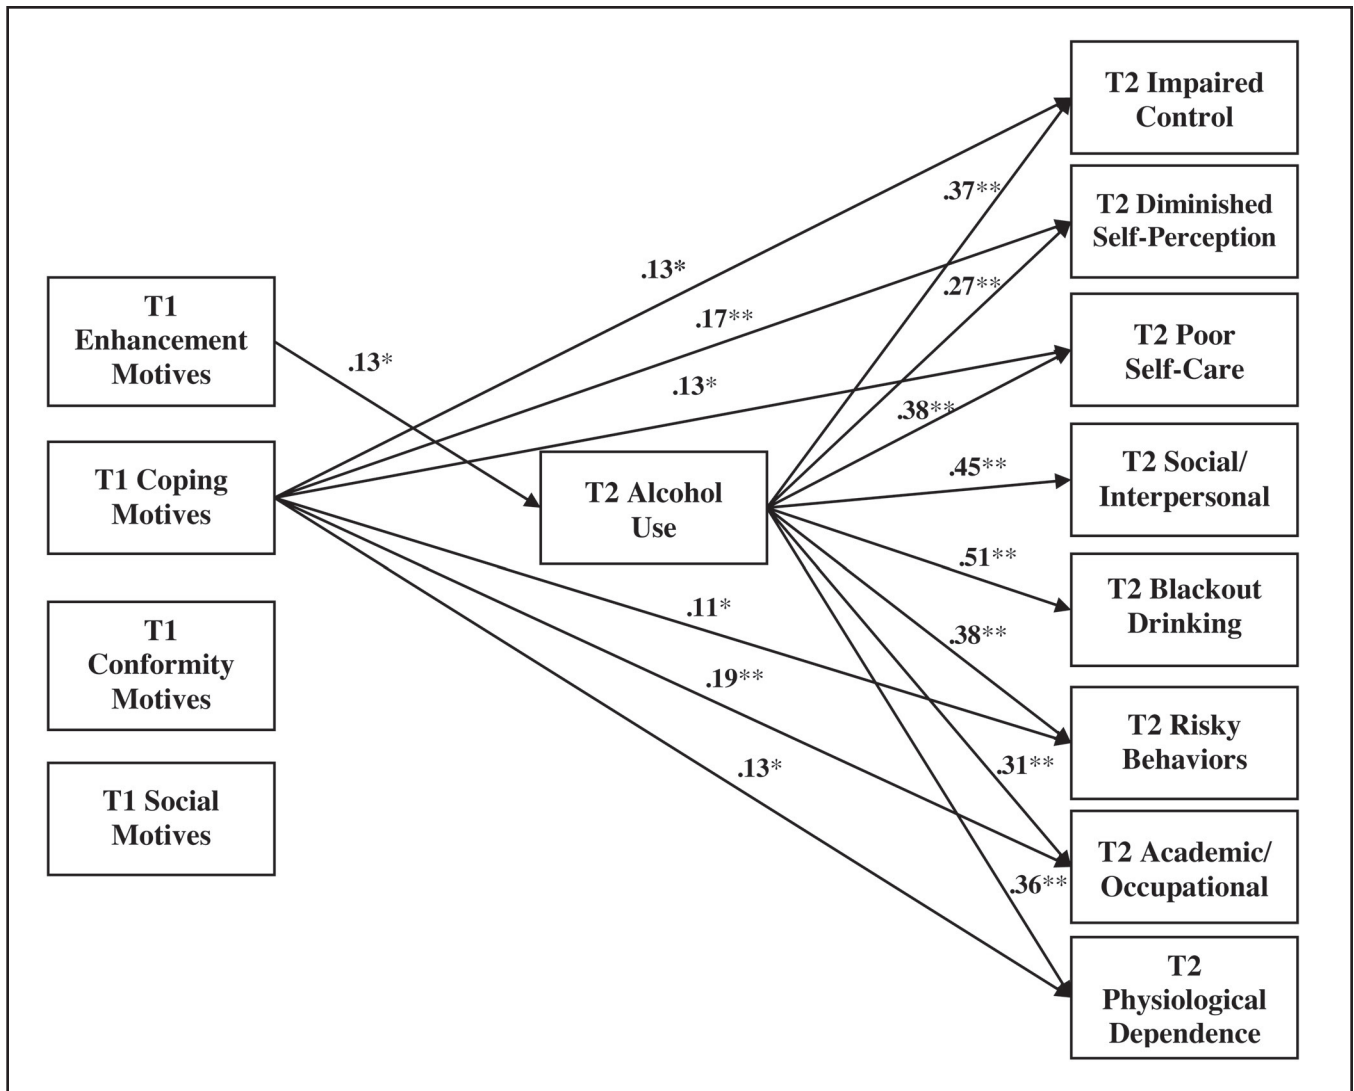 T1
Enhancement
Motives
T1 Coping
Motives
T1
Conformity
Motives
T1 Social
Motives
.13*
.13*
.17**
.13*
.11*
.19**
.13*
T2 Alcohol
Use
.37**
.27**
.38**
.45**
.51**
.38**
.31**
.36**
T2 Impaired
Control
T2 Diminished
Self-Perception
T2 Poor
Self-Care
T2 Social/
Interpersonal
T2 Blackout
Drinking
T2 Risky
Behaviors
T2 Academic/
Occupational
T2
Physiological
Dependence